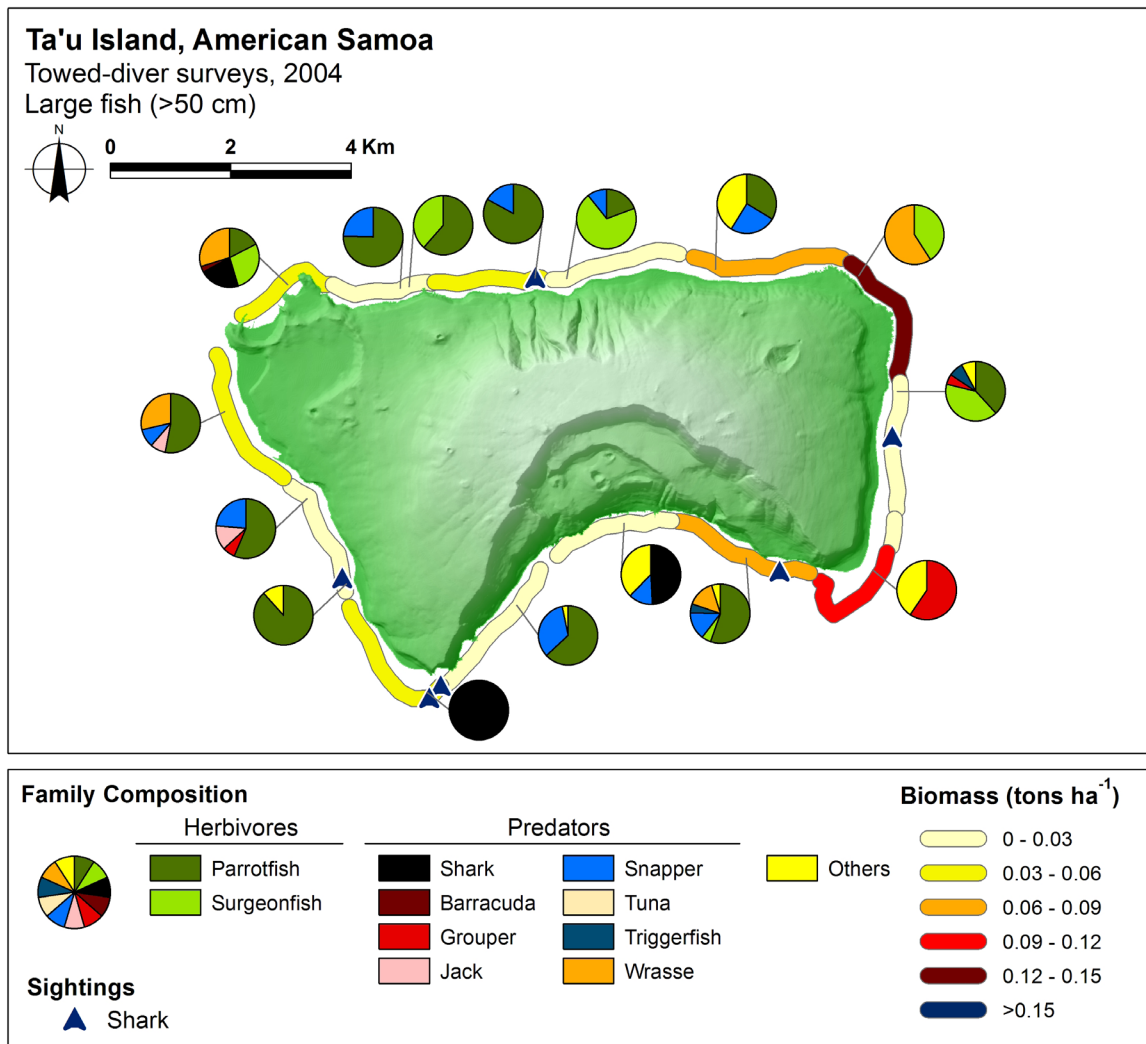 Ta'u Island, American Samoa
Towed-diver surveys, 2004
Large fish (>50 cm)
N
0 2 4 Km
Family Composition
Herbivores
Predators
Parrotfish
Surgeonfish
Shark
Barracuda
Grouper
Jack
Snapper
Tuna
Triggerfish
Wrasse
Others
Sightings
Shark
Biomass (tons ha⁻¹)
0 - 0.03
0.03 - 0.06
0.06 - 0.09
0.09 - 0.12
0.12 - 0.15
>0.15